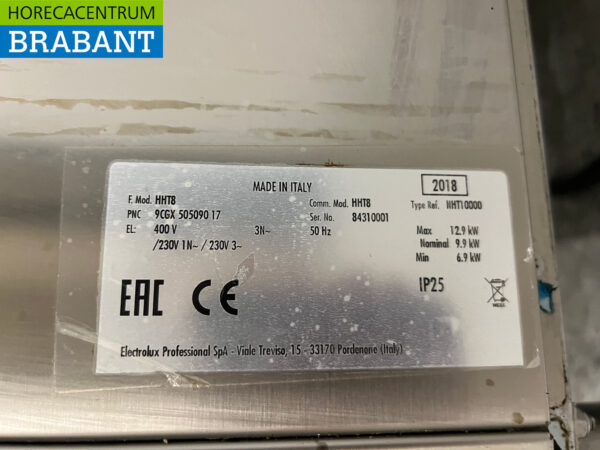 HORECACENTRUM
BRABANT
MADE IN ITALY
2018
F. Mod. HHT8
Comm. Mod. HHT8
Type Ref. NHT10000
PNC 9CGX 505090 17
Ser. No. 84310001
EL: 400 V 3N~ 50 Hz
/230V 1N~ / 230V 3~
Max 12.9 kW
Nominal 9.9 kW
Min 6.9 kW
EAC CE
IP25
Electrolux Professional SpA - Viale Treviso, 15 - 33170 Pordenone (Italy)